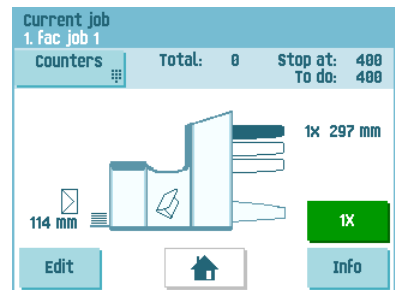 Current job
1. fac job 1
Counters Total: 0 Stop at: 400
To do: 400
1x 297 mm
114 mm
1X
Edit Info